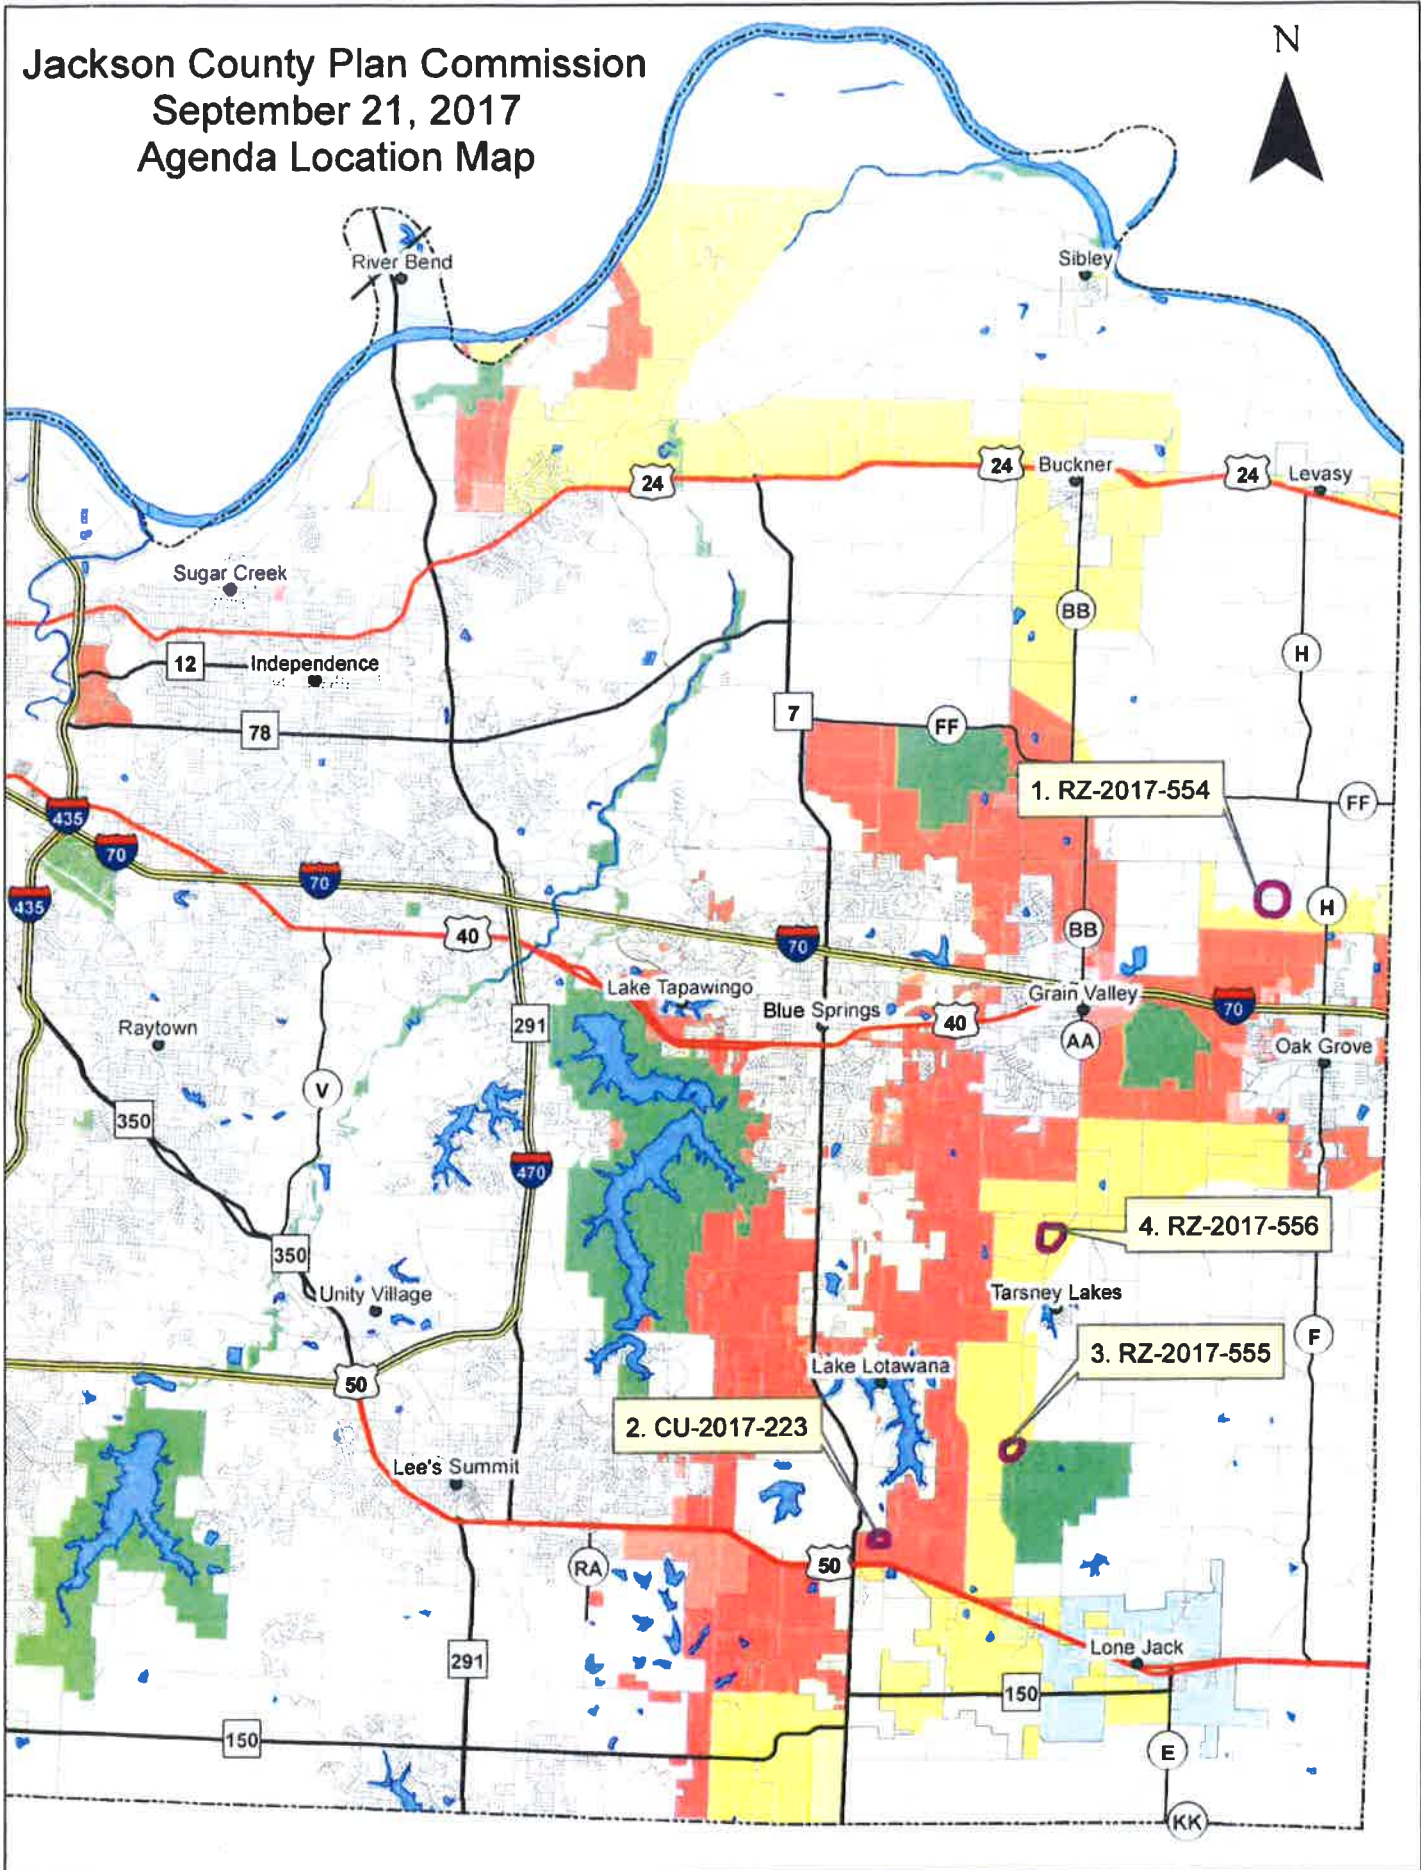 Jackson County Plan Commission
September 21, 2017
Agenda Location Map
N
River Bend
Sibley
24
24
Buckner
24
Levasy
Sugar Creek
BB
12
Independence
H
7
78
FF
1. RZ-2017-554
FF
435
70
70
435
H
40
70
BB
Lake Tapawingo
Grain Valley
70
Blue Springs
40
291
Raytown
AA
Oak Grove
V
350
470
4. RZ-2017-556
350
Unity Village
Tarsney Lakes
F
3. RZ-2017-555
Lake Lotawana
50
2. CU-2017-223
Lee's Summit
50
RA
Lone Jack
291
150
150
E
KK